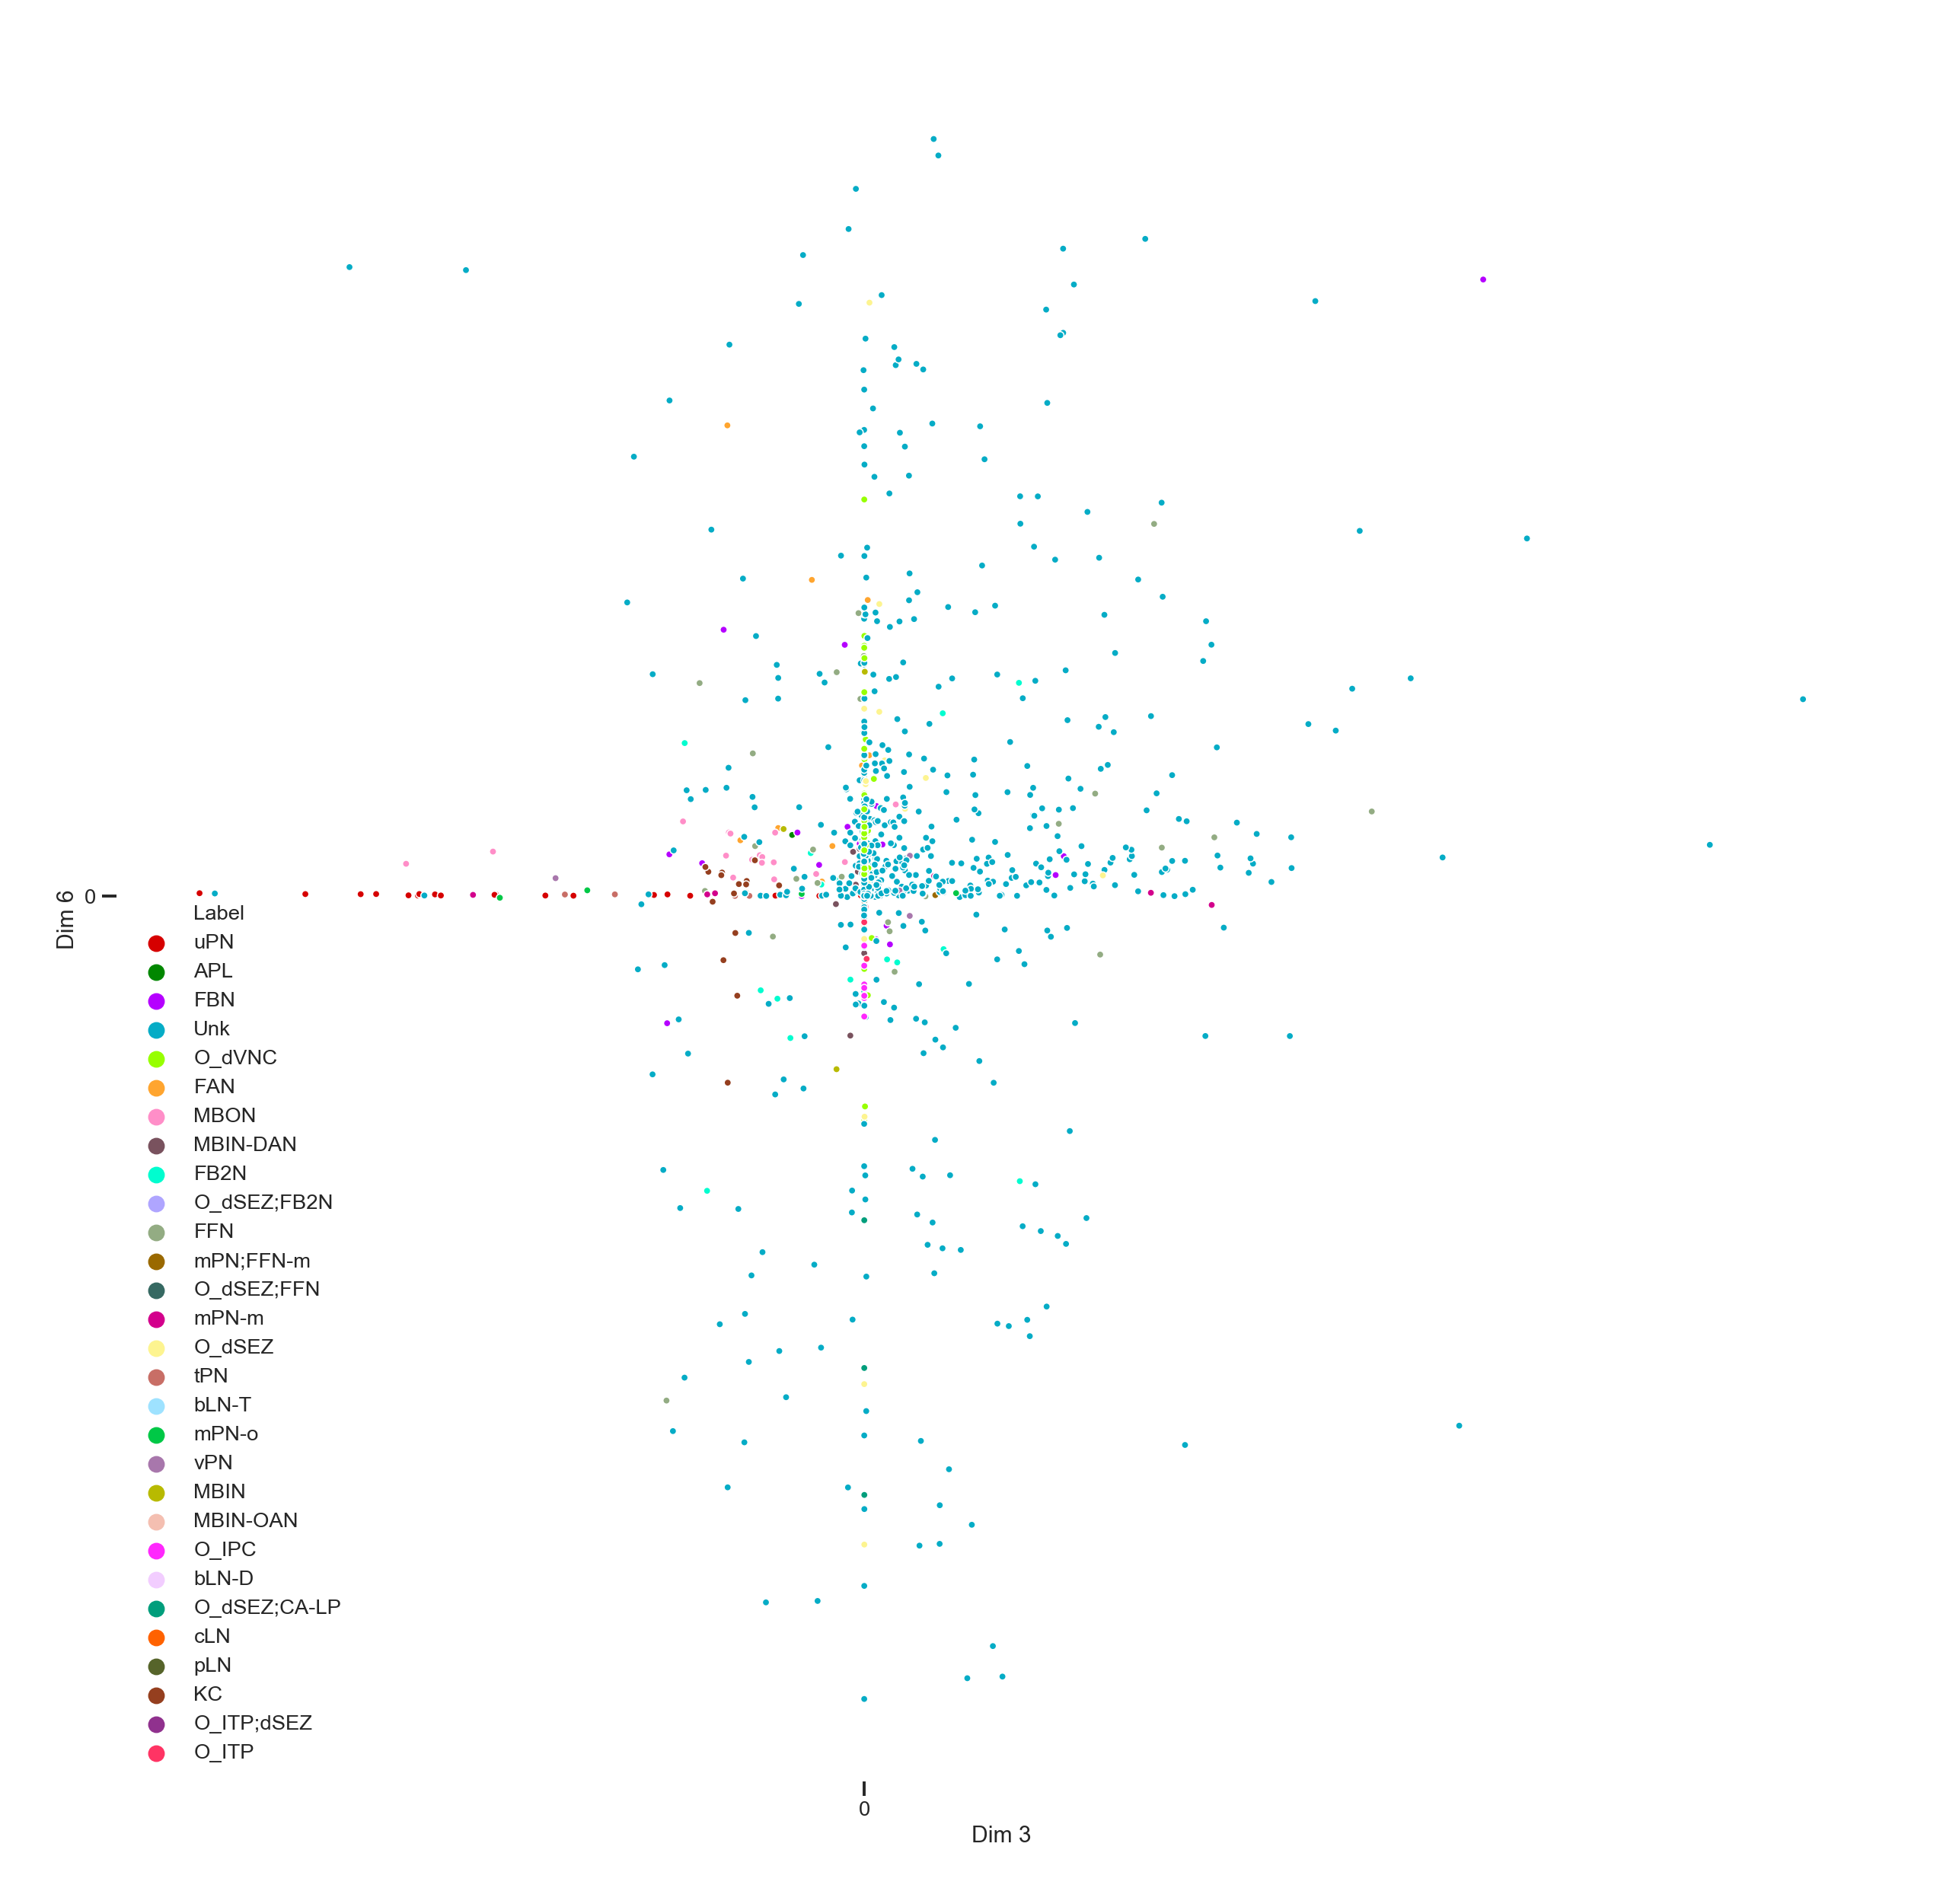 Dim 6
0
Label
uPN
APL
FBN
Unk
O_dVNC
FAN
MBON
MBIN-DAN
FB2N
O_dSEZ;FB2N
FFN
mPN;FFN-m
O_dSEZ;FFN
mPN-m
O_dSEZ
tPN
bLN-T
mPN-o
vPN
MBIN
MBIN-OAN
O_IPC
bLN-D
O_dSEZ;CA-LP
cLN
pLN
KC
O_ITP;dSEZ
O_ITP
0
Dim 3